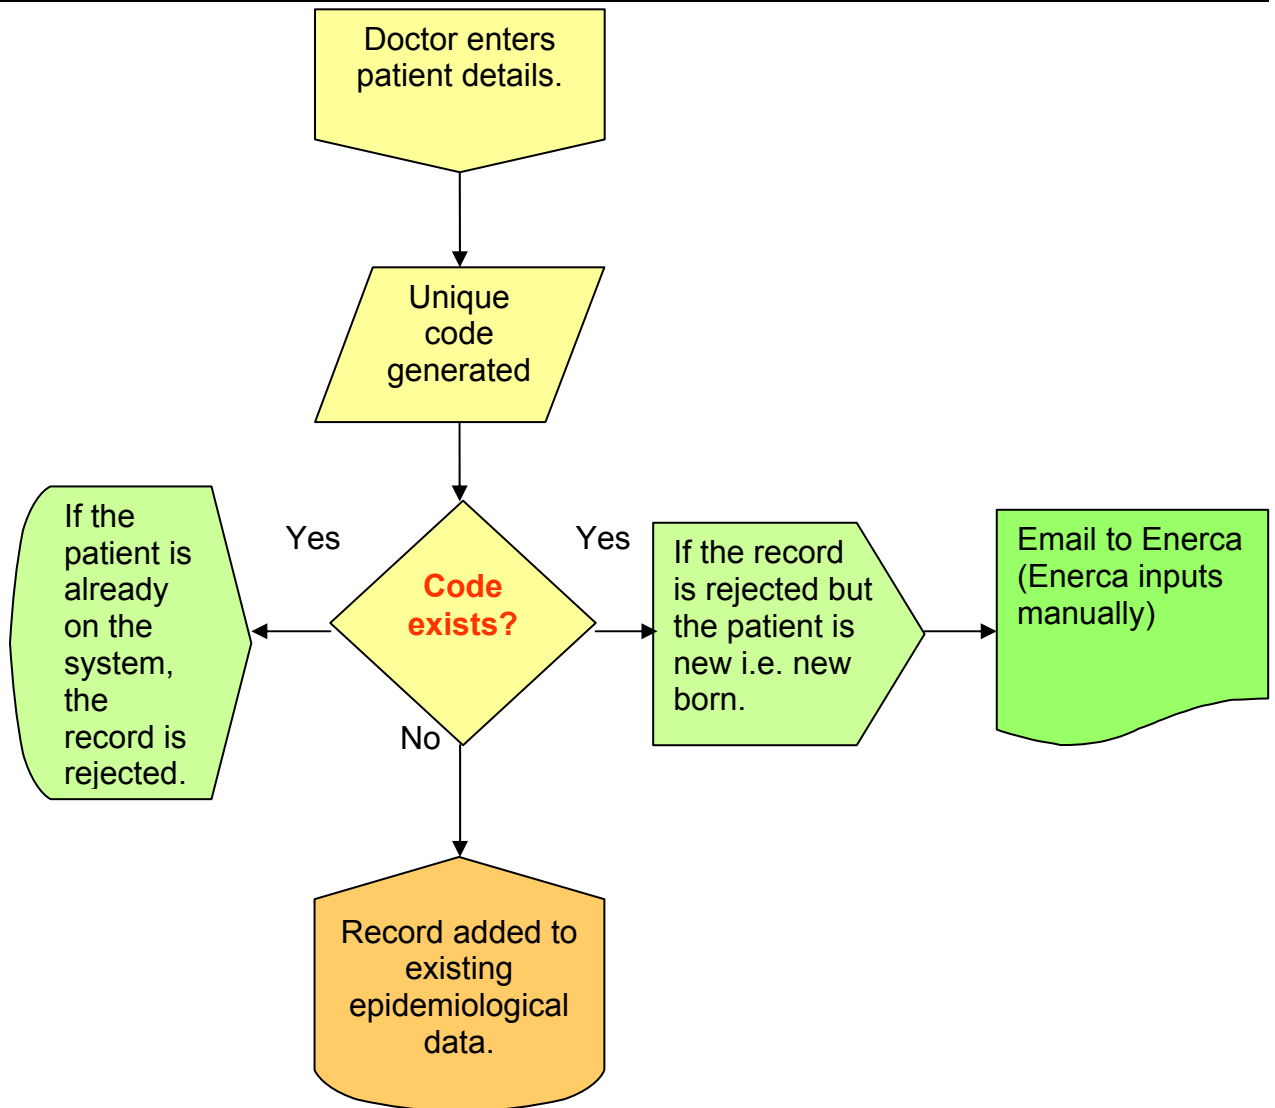 Doctor enters
patient details.
Unique
code
generated
If the
patient is
already
on the
system,
the
record is
rejected.
Yes
Code
exists?
Yes
If the record
is rejected but
the patient is
new i.e. new
born.
Email to Enerca
(Enerca inputs
manually)
No
Record added to
existing
epidemiological
data.